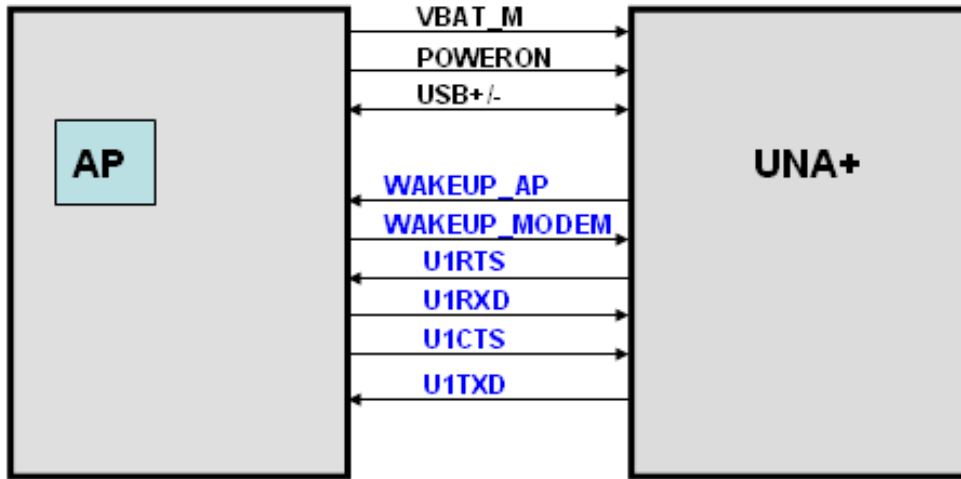 VBAT_M
POWERON
USB+/-
AP
UNA+
WAKEUP_AP
WAKEUP_MODEM
U1RTS
U1RXD
U1CTS
U1TXD